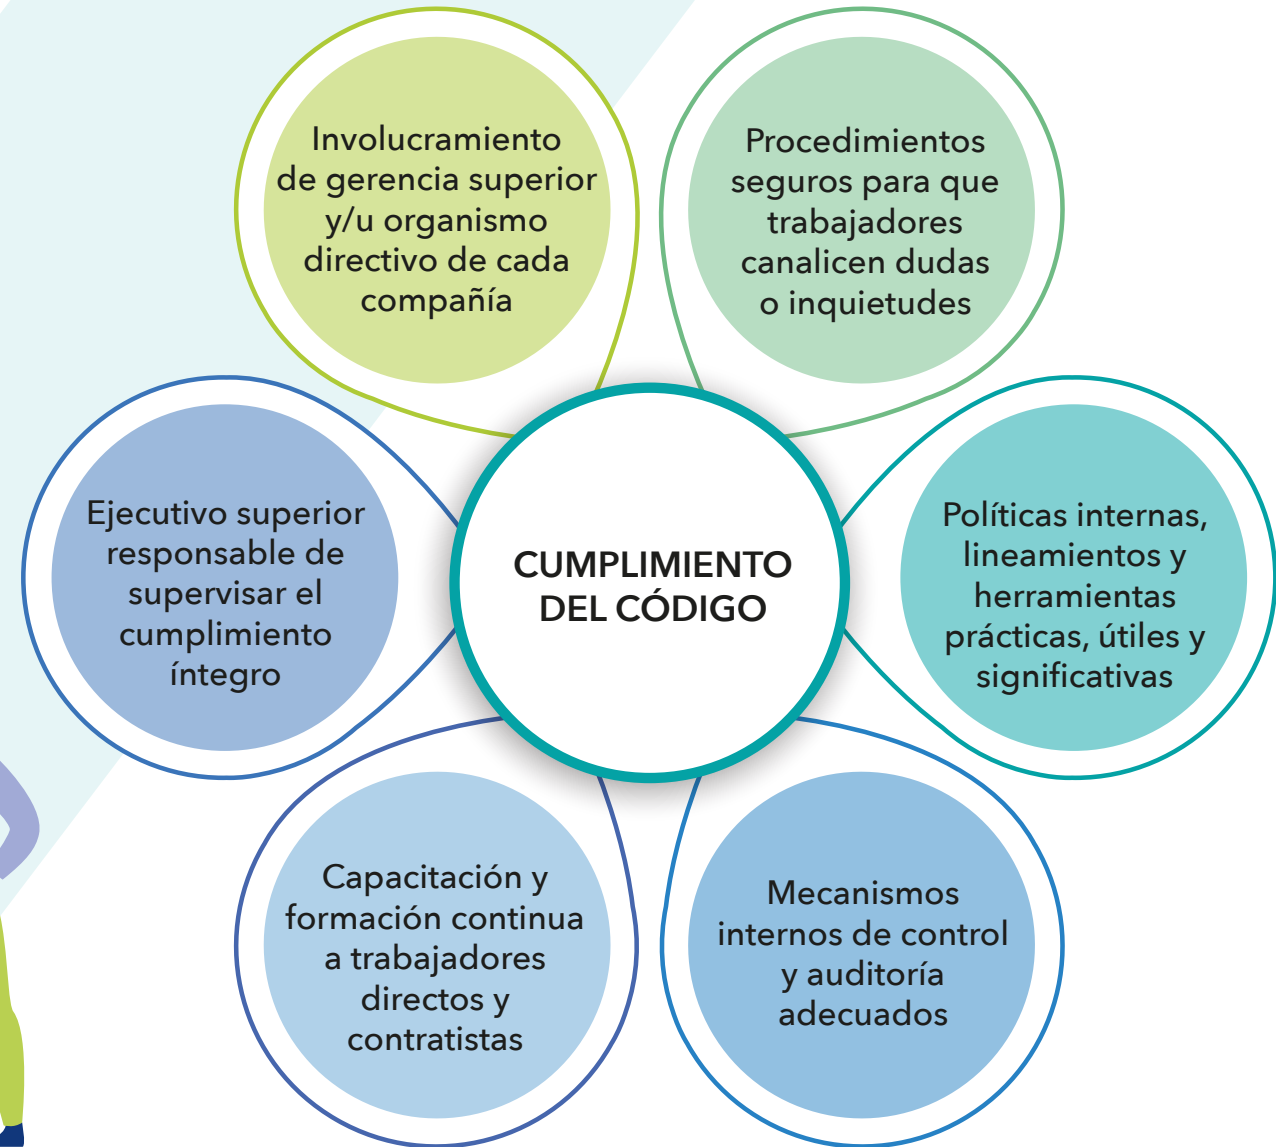 Involucramiento
de gerencia superior
y/u organismo
directivo de cada
compañía
Procedimientos
seguros para que
trabajadores
canalicen dudas
o inquietudes
Ejecutivo superior
responsable de
supervisar el
cumplimiento
íntegro
CUMPLIMIENTO
DEL CÓDIGO
Políticas internas,
lineamientos y
herramientas
prácticas, útiles y
significativas
Capacitación y
formación continua
a trabajadores
directos y
contratistas
Mecanismos
internos de control
y auditoría
adecuados